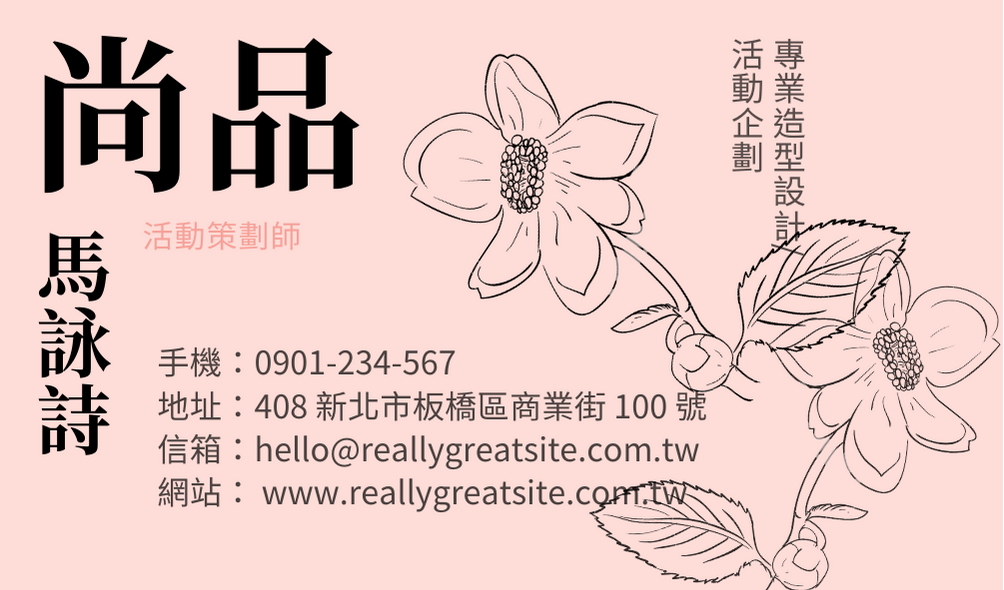 尚品
專業造型設計
活動企劃
活動策劃師
馬詠詩
手機：0901-234-567
地址：408 新北市板橋區商業街 100 號
信箱：hello@reallygreatsite.com.tw
網站： www.reallygreatsite.com.tw